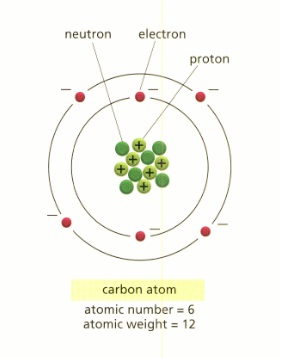 neutron
electron
proton
carbon atom
atomic number = 6
atomic weight = 12